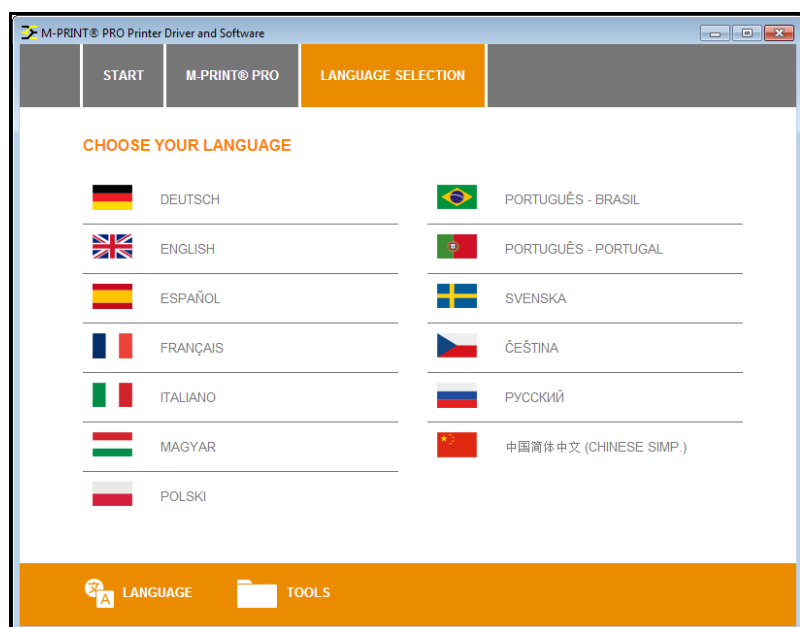 M-PRINT® PRO Printer Driver and Software
START
M-PRINT® PRO
LANGUAGE SELECTION
CHOOSE YOUR LANGUAGE
DEUTSCH
ENGLISH
ESPAÑOL
FRANÇAIS
ITALIANO
MAGYAR
POLSKI
PORTUGUÊS - BRASIL
PORTUGUÊS - PORTUGAL
SVENSKA
ČEŠTINA
РУССКИЙ
中国简体中文 (CHINESE SIMP.)
LANGUAGE
TOOLS